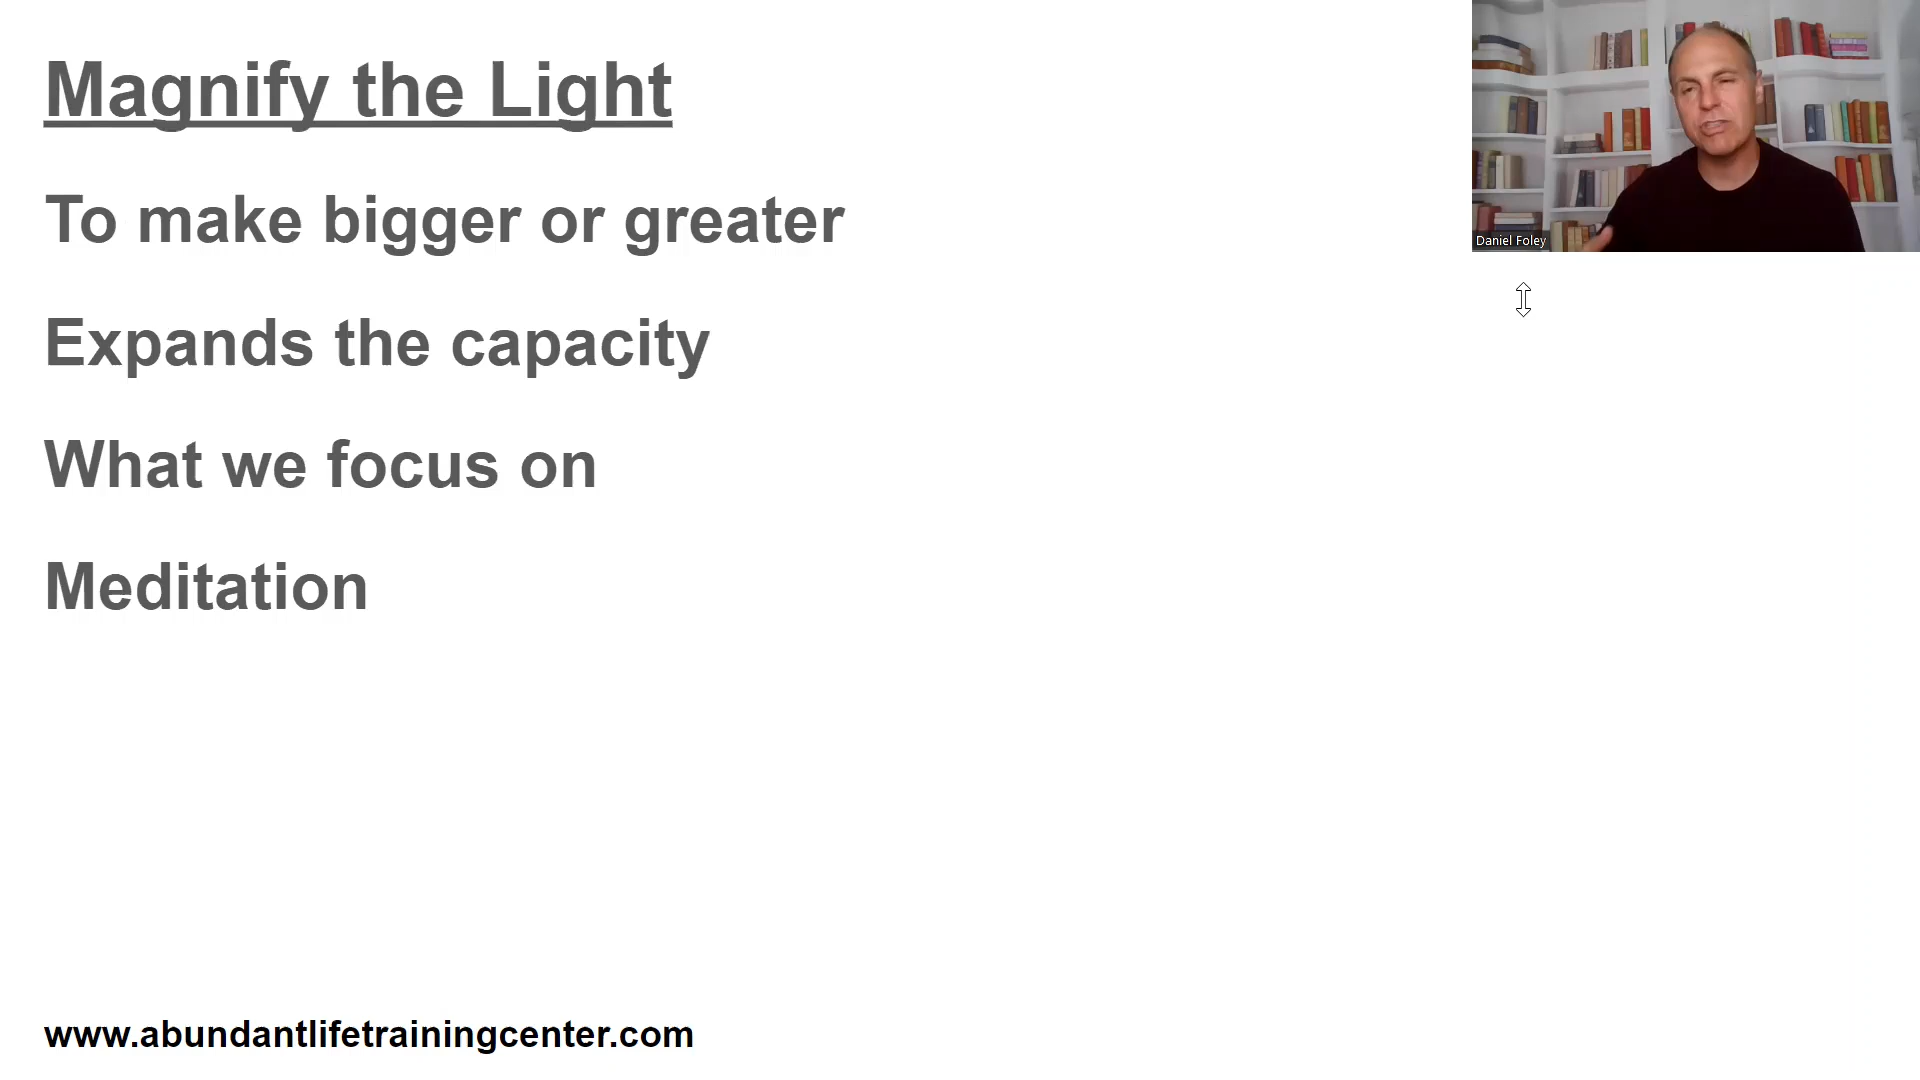 Magnify the Light
To make bigger or greater
Expands the capacity
What we focus on
Meditation
Daniel Foley
www.abundantlifetrainingcenter.com